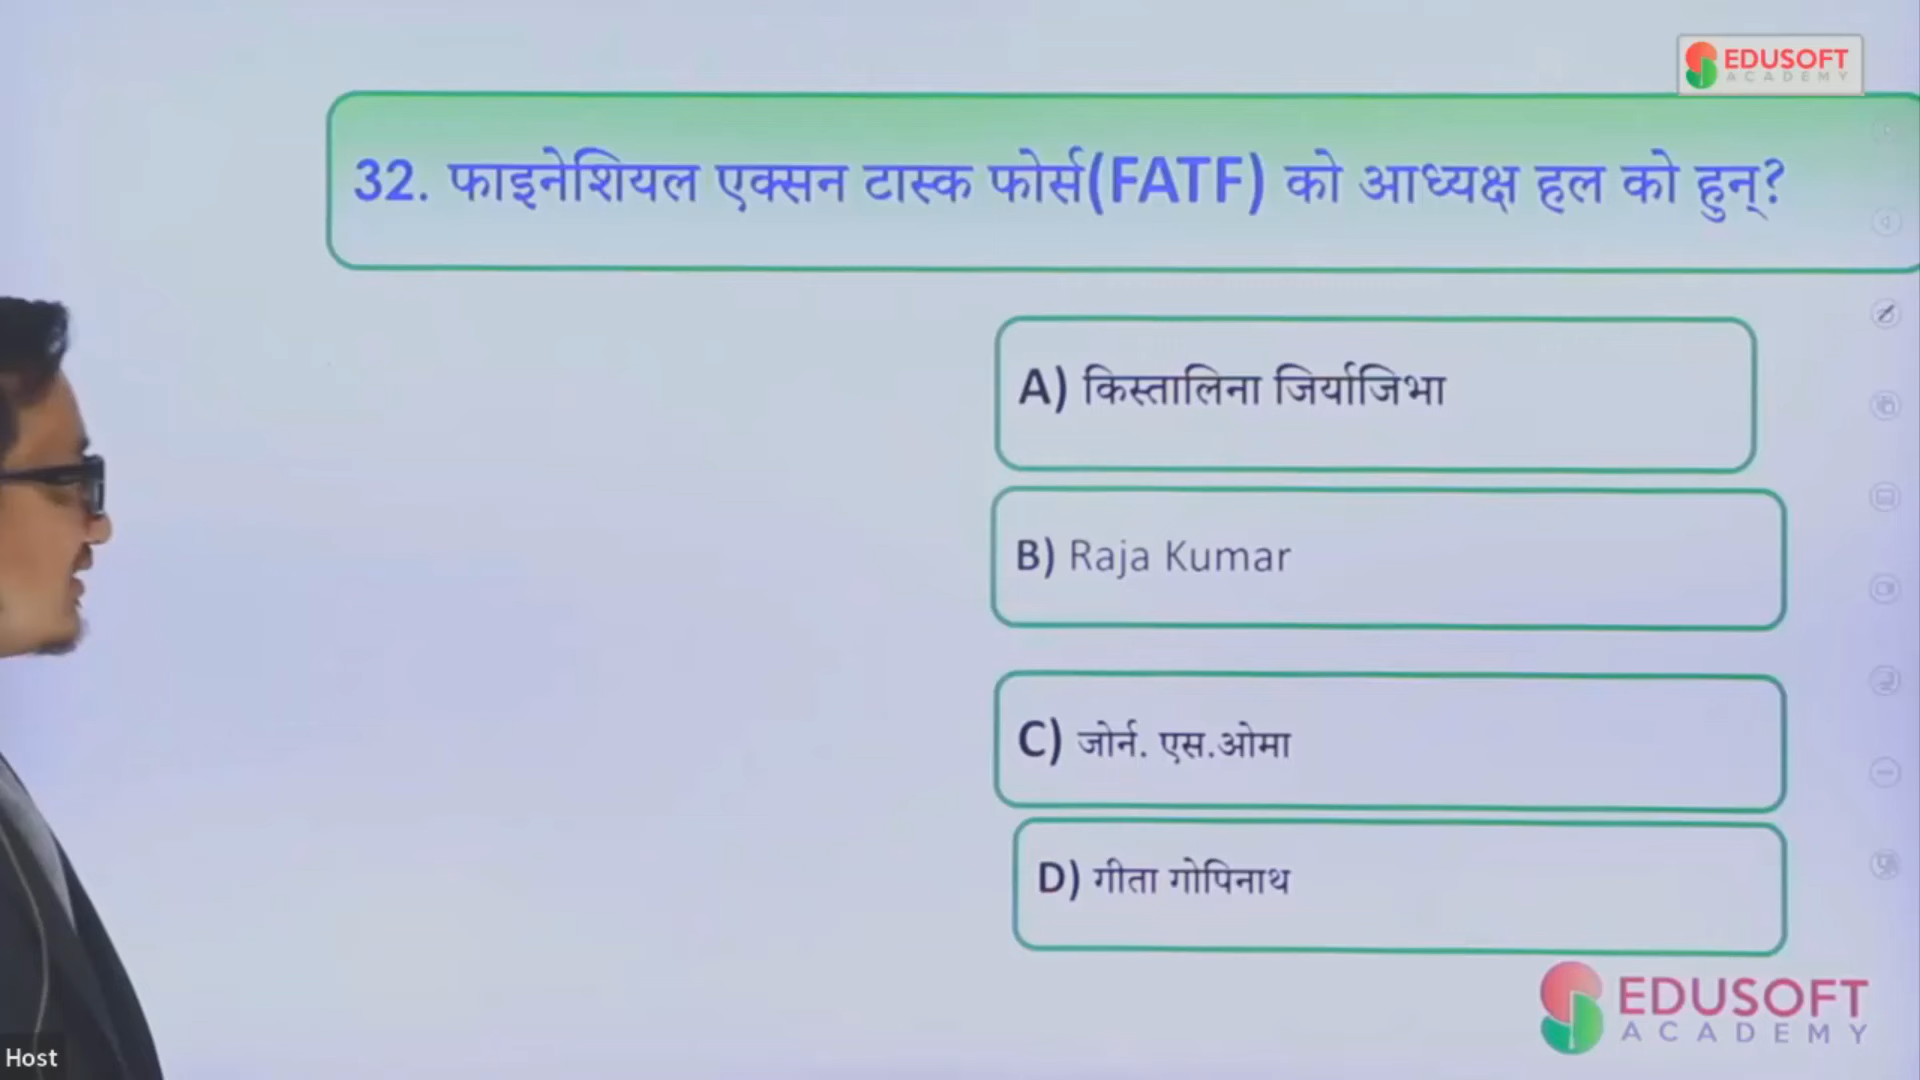 EDUSOFT
ACADEMY
32. फाइनेशियल एक्सन टास्क फोर्स(FATF) को आध्यक्ष हल को हुन्?
A) किस्तालिना जिर्याजिभा
B) Raja Kumar
C) जोर्न. एस.ओमा
D) गीता गोपिनाथ
EDUSOFT
ACADEMY
Host